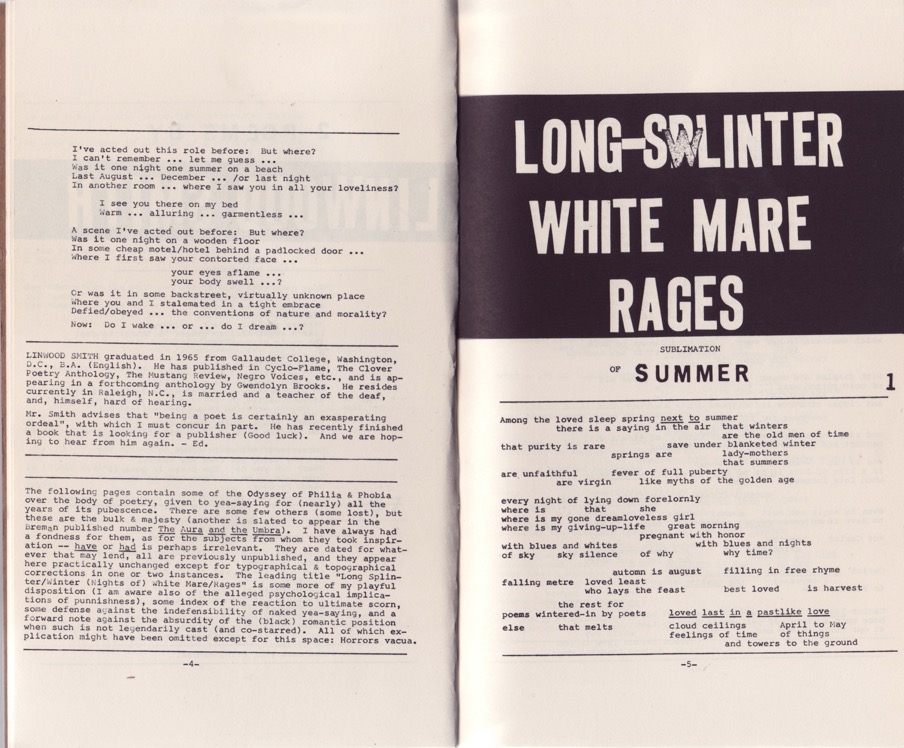 I've acted out this role before: But where?
I can't remember ... let me guess ...
Was it one night one summer on a beach
Last August ... December ... /or last night
In another room ... where I saw you in all your loveliness?
I see you there on my bed
Warm ... alluring ... garmentless ...
A scene I've acted out before: But where?
Was it one night on a wooden floor
In some cheap motel/hotel behind a padlocked door ...
Where I first saw your contorted face ...
your eyes aflame ...
your body swell ...?
Or was it in some backstreet, virtually unknown place
Where you and I stalemated in a tight embrace
Defied/obeyed ... the conventions of nature and morality?
Now: Do I wake ... or ... do I dream ...?
LINWOOD SMITH graduated in 1965 from Gallaudet College, Washington,
D.C., B.A. (English). He has published in Cyclo-Flame, The Clover
Poetry Anthology, The Mustang Review, Negro Voices, etc., and is ap-
pearing in a forthcoming anthology by Gwendolyn Brooks. He resides
currently in Raleigh, N.C., is married and a teacher of the deaf,
and, himself, hard of hearing.
Mr. Smith advises that "being a poet is certainly an exasperating
ordeal", with which I must concur in part. He has recently finished
a book that is looking for a publisher (Good luck). And we are hop-
ing to hear from him again. - Ed.
The following pages contain some of the Odyssey of Philia & Phobia
over the body of poetry, given to yea-saying for (nearly) all the
years of its pubescence. There are some few others (some lost), but
these are the bulk & majesty (another is slated to appear in the
Breman published number The Aura and the Umbra). I have always had
a fondness for them, as for the subjects from whom they took inspir-
ation -- have or had is perhaps irrelevant. They are dated for what-
ever that may lend, all are previously unpublished, and they appear
here practically unchanged except for typographical & topographical
corrections in one or two instances. The leading title "Long Splin-
ter/Winter (Nights of) White Mare/Rages" is some more of my playful
disposition (I am aware also of the alleged psychological implica-
tions of punnishness), some index of the reaction to ultimate scorn,
some defense against the indefensibility of naked yea-saying, and a
forward note against the absurdity of the (black) romantic position
when such is not legendarily cast (and co-starred). All of which ex-
plication might have been omitted except for this space: Horrors vacua.
-4-
LONG-SPLINTER
W
WHITE MARE
RAGES
SUBLIMATION
OF SUMMER
1
Among the loved sleep spring next to summer
there is a saying in the air that winters
are the old men of time
that purity is rare save under blanketed winter
springs are lady-mothers
that summers
are unfaithful fever of full puberty
are virgin like myths of the golden age
every night of lying down forelornly
where is that she
where is my gone dreamloveless girl
where is my giving-up-life great morning
pregnant with honor
with blues and whites with blues and nights
of sky sky silence of why why time?
autumn is august filling in free rhyme
falling metre loved least
who lays the feast best loved is harvest
the rest for
poems wintered-in by poets loved last in a pastlike love
else that melts cloud ceilings April to May
feelings of time of things
and towers to the ground
-5-